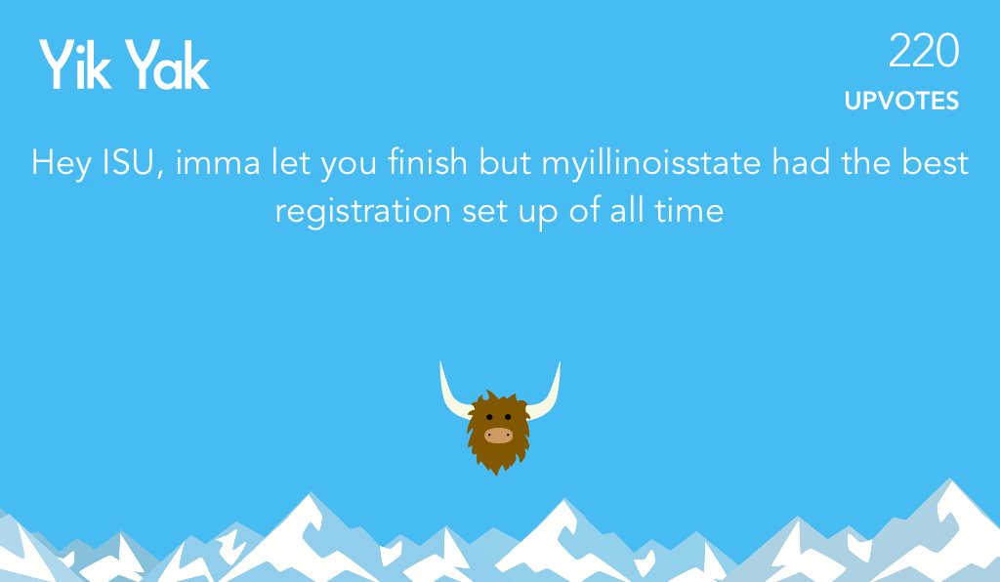 Yik Yak
220
UPVOTES
Hey ISU, imma let you finish but myillinoisstate had the best
registration set up of all time